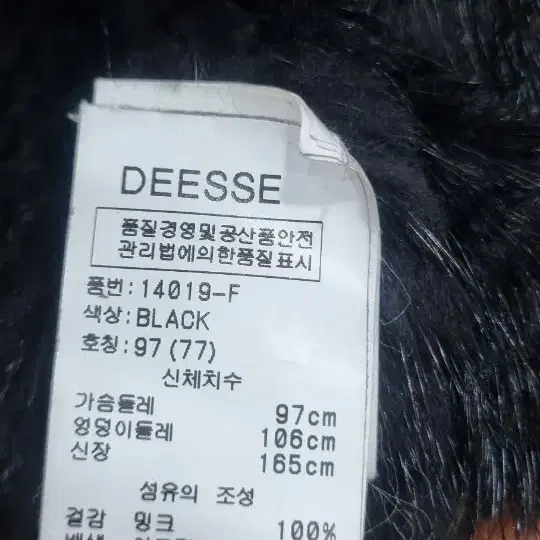 DEESSE
품질경영및공산품안전
관리법에의한품질표시
품번:14019-F
색상:BLACK
호칭:97(77)
신체치수
가슴둘레 97cm
엉덩이둘레 106cm
신장 165cm
섬유의 조성
겉감 밍크 100%